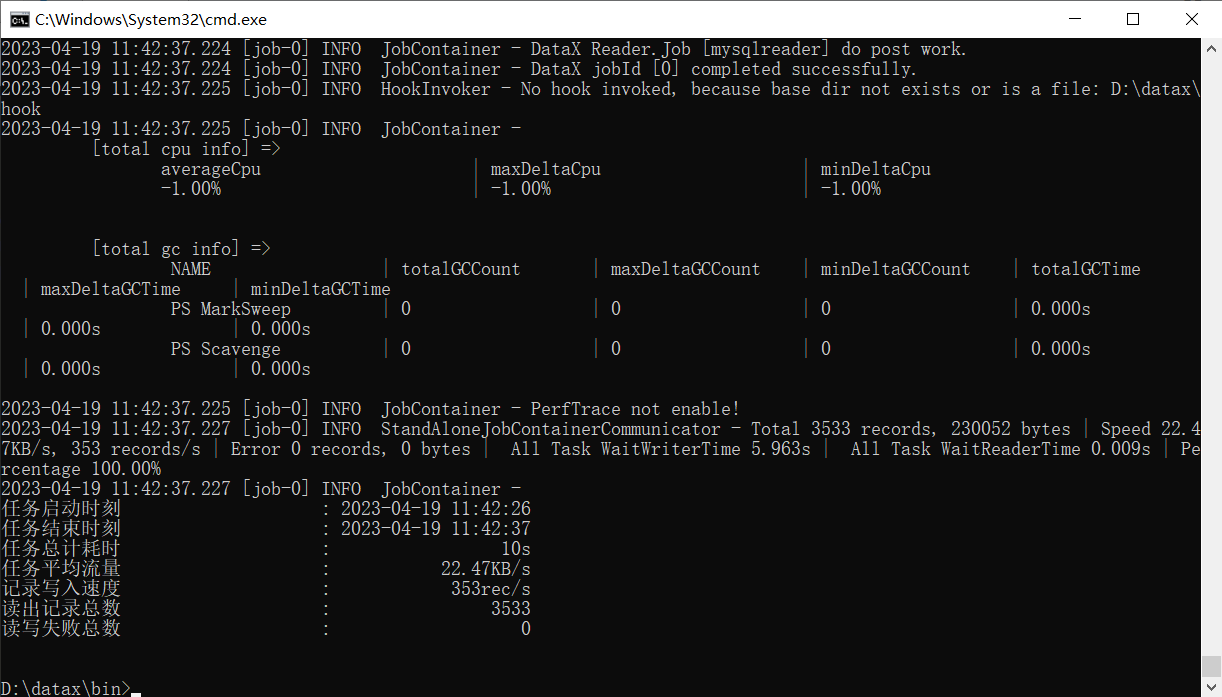 C:\Windows\System32\cmd.exe
2023-04-19 11:42:37.224 [job-0] INFO  JobContainer - DataX Reader.Job [mysqlreader] do post work.
2023-04-19 11:42:37.224 [job-0] INFO  JobContainer - DataX jobId [0] completed successfully.
2023-04-19 11:42:37.225 [job-0] INFO  HookInvoker - No hook invoked, because base dir not exists or is a file: D:\datax\
hook
2023-04-19 11:42:37.225 [job-0] INFO  JobContainer -
[total cpu info] =>
averageCpu | maxDeltaCpu | minDeltaCpu
-1.00% | -1.00% | -1.00%
[total gc info] =>
NAME | totalGCCount | maxDeltaGCCount | minDeltaGCCount | totalGCTime
| maxDeltaGCTime | minDeltaGCTime
PS MarkSweep | 0 | 0 | 0 | 0.000s
| 0.000s | 0.000s
PS Scavenge | 0 | 0 | 0 | 0.000s
| 0.000s | 0.000s
2023-04-19 11:42:37.225 [job-0] INFO  JobContainer - PerfTrace not enable!
2023-04-19 11:42:37.227 [job-0] INFO  StandAloneJobContainerCommunicator - Total 3533 records, 230052 bytes | Speed 22.4
7KB/s, 353 records/s | Error 0 records, 0 bytes |  All Task WaitWriterTime 5.963s |  All Task WaitReaderTime 0.009s | Pe
rcentage 100.00%
2023-04-19 11:42:37.227 [job-0] INFO  JobContainer -
任务启动时刻 : 2023-04-19 11:42:26
任务结束时刻 : 2023-04-19 11:42:37
任务总计耗时 : 10s
任务平均流量 : 22.47KB/s
记录写入速度 : 353rec/s
读出记录总数 : 3533
读写失败总数 : 0
D:\datax\bin>